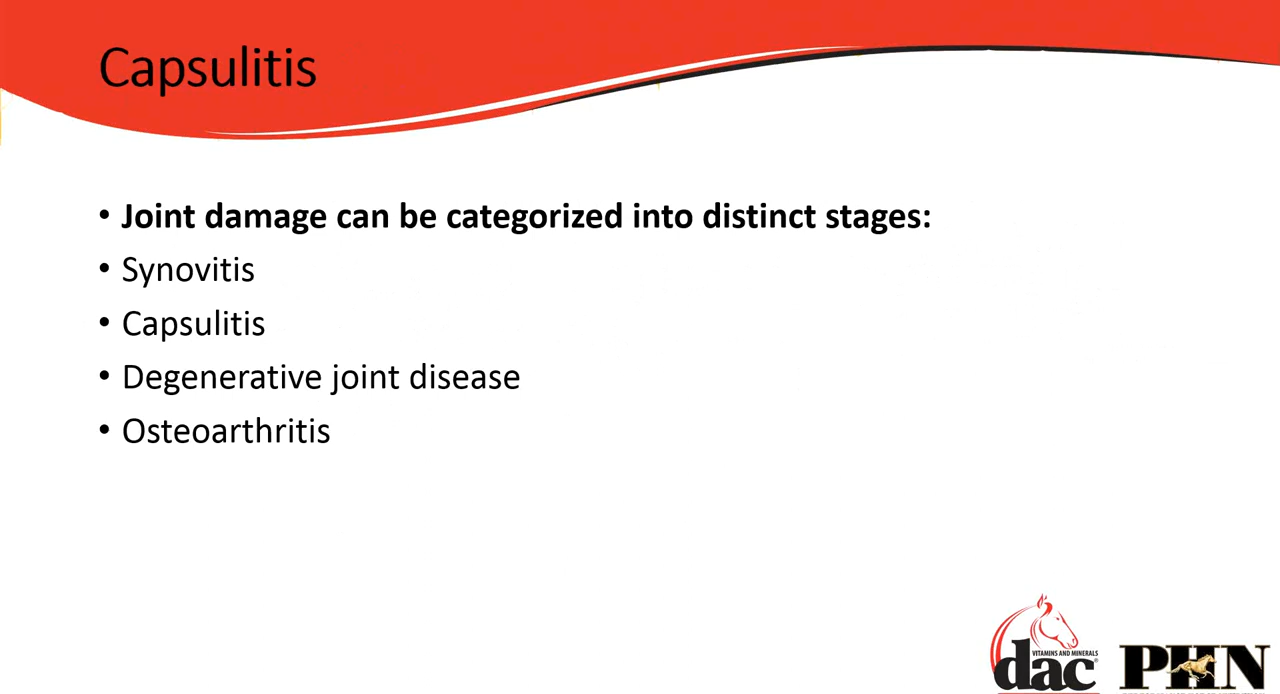 Capsulitis
• Joint damage can be categorized into distinct stages:
• Synovitis
• Capsulitis
• Degenerative joint disease
• Osteoarthritis
VITAMINS AND MINERALS
dac®
PHN